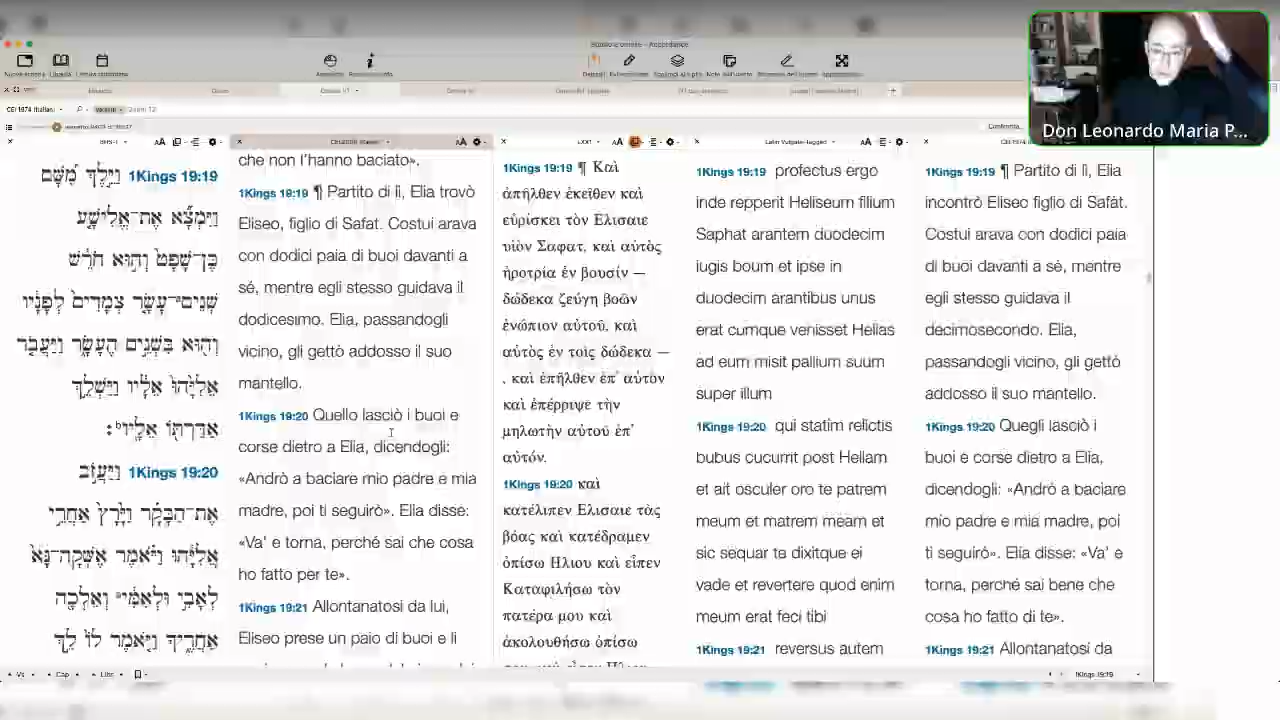 Don Leonardo Maria P...
1Kings 19:19 וַיֵּ֣לֶךְ מִ֠שָּׁם
וַיִּמְצָ֞א אֶת־אֱלִישָׁ֤ע
בֶּן־שָׁפָט֙ וְה֣וּא חֹרֵ֔שׁ
שְׁנֵים־עָשָׂ֤ר צְמָדִים֙ לְפָנָ֔יו
וְה֖וּא בִּשְׁנֵ֣ים הֶעָשָׂ֑ר וַיַּעֲבֹ֤ר
אֵלִיָּ֙הוּ֙ אֵלָ֔יו וַיַּשְׁלֵ֥ךְ
אַדַּרְתּ֖וֹ אֵלָֽיו׃
1Kings 19:20 וַיַּעֲזֹ֣ב
אֶת־הַבָּקָ֗ר וַיָּ֙רָץ֙ אַחֲרֵ֣י
אֵֽלִיָּ֔הוּ וַיֹּ֗אמֶר אֶשְּׁקָה־נָּא֙
לְאָבִ֣י וּלְאִמִּ֔י וְאֵלְכָ֖ה
אַחֲרֶ֑יךָ וַיֹּ֤אמֶר לוֹ֙ לֵ֣ךְ
che non l'hanno baciato».
1Kings 19:19 ¶ Partito di lì, Elia trovò
Eliseo, figlio di Safat. Costui arava
con dodici paia di buoi davanti a
sé, mentre egli stesso guidava il
dodicesimo. Elia, passandogli
vicino, gli gettò addosso il suo
mantello.
1Kings 19:20 Quello lasciò i buoi e
corse dietro a Elia, dicendogli:
«Andrò a baciare mio padre e mia
madre, poi ti seguirò». Elia disse:
«Va' e torna, perché sai che cosa
ho fatto per te».
1Kings 19:21 Allontanatosi da lui,
Eliseo prese un paio di buoi e li
1Kings 19:19 ¶ Καὶ
ἀπῆλθεν ἐκεῖθεν καὶ
εὑρίσκει τὸν Ελισαιε
υἱὸν Σαφατ, καὶ αὐτὸς
ἠροτρία ἐν βουσίν —
δώδεκα ζεύγη βοῶν
ἐνώπιον αὐτοῦ, καὶ
αὐτὸς ἐν τοῖς δώδεκα —
, καὶ ἐπῆλθεν ἐπ' αὐτὸν
καὶ ἐπέρριψε τὴν
μηλωτὴν αὐτοῦ ἐπ'
αὐτόν.
1Kings 19:20 καὶ
κατέλιπεν Ελισαιε τὰς
βόας καὶ κατέδραμεν
ὀπίσω Ηλιου καὶ εἶπεν
Καταφιλήσω τὸν
πατέρα μου καὶ
ἀκολουθήσω ὀπίσω
1Kings 19:19 profectus ergo
inde repperit Heliseum filium
Saphat arantem duodecim
iugis boum et ipse in
duodecim arantibus unus
erat cumque venisset Helias
ad eum misit pallium suum
super illum
1Kings 19:20 qui statim relictis
bubus cucurrit post Heliam
et ait osculer oro te patrem
meum et matrem meam et
sic sequar te dixitque ei
vade et revertere quod enim
meum erat feci tibi
1Kings 19:21 reversus autem
1Kings 19:19 ¶ Partito di lì, Elia
incontrò Eliseo figlio di Safàt.
Costui arava con dodici paia
di buoi davanti a sé, mentre
egli stesso guidava il
decimosecondo. Elia,
passandogli vicino, gli gettò
addosso il suo mantello.
1Kings 19:20 Quegli lasciò i
buoi e corse dietro a Elia,
dicendogli: «Andrò a baciare
mio padre e mia madre, poi
ti seguirò». Elia disse: «Va' e
torna, perché sai bene che
cosa ho fatto di te».
1Kings 19:21 Allontanatosi da
1Kings 19:19